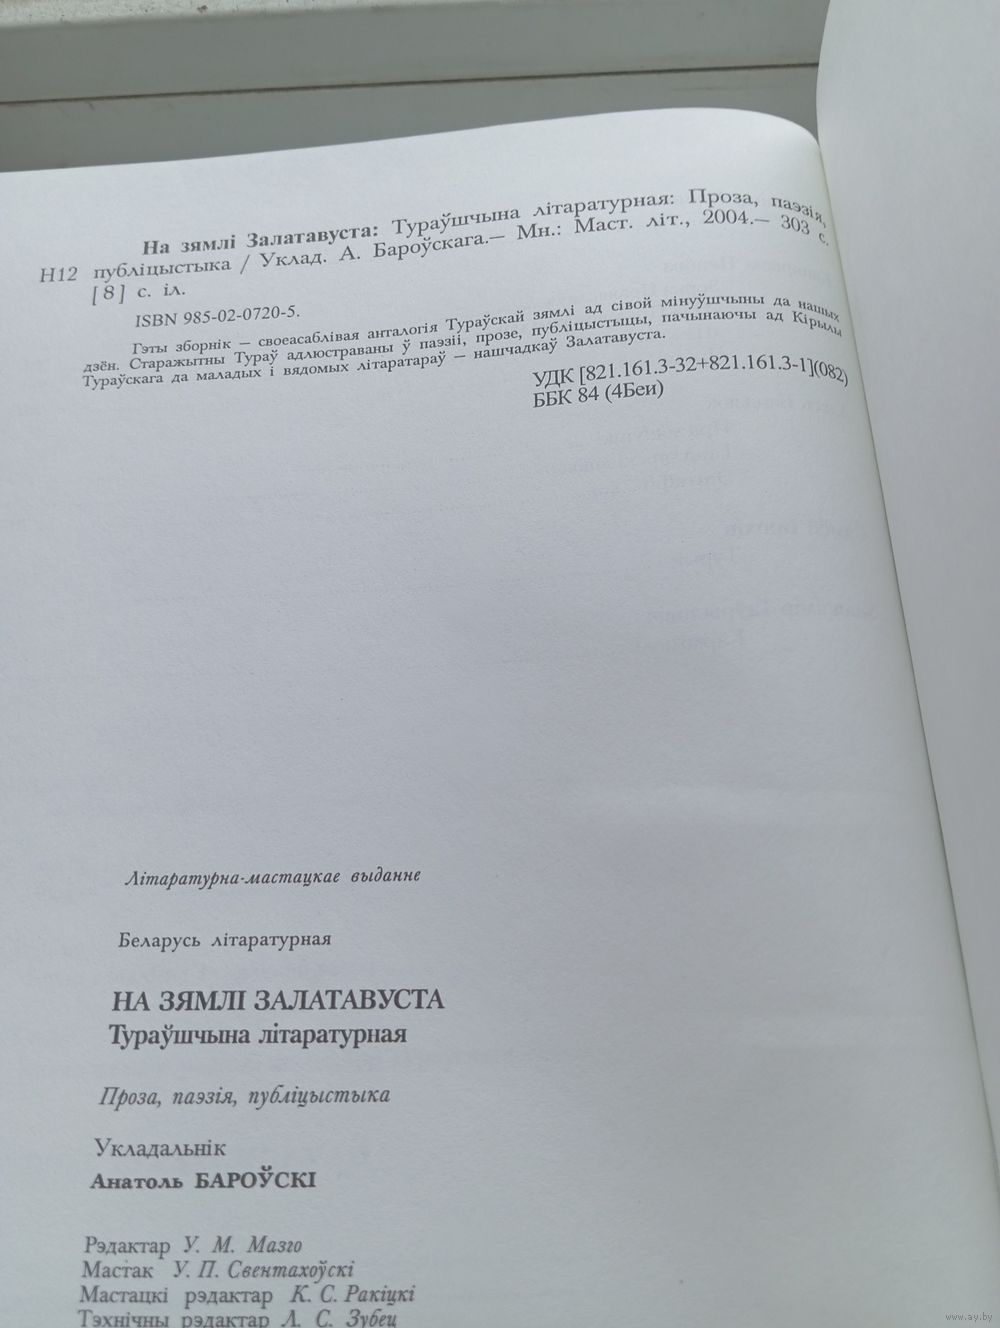 На зямлі Залатавуста: Тураўшчына літаратурная: Проза, паэзія,
Н12 публіцыстыка / Уклад. А. Бароўскага.— Мн.: Маст. літ., 2004.— 303 с.
[8] с. іл.
ISBN 985-02-0720-5.
Гэты зборнік — своеасаблівая анталогія Тураўскай зямлі ад сівой мінуўшчыны да нашых
дзён. Старажытны Тураў адлюстраваны ў паэзіі, прозе, публіцыстыцы, пачынаючы ад Кірылы
Тураўскага да маладых і вядомых літаратараў — нашчадкаў Залатавуста.
УДК [821.161.3-32+821.161.3-1](082)
ББК 84 (4Беи)
Літаратурна-мастацкае выданне
Беларусь літаратурная
НА ЗЯМЛІ ЗАЛАТАВУСТА
Тураўшчына літаратурная
Проза, паэзія, публіцыстыка
Укладальнік
Анатоль БАРОЎСКІ
Рэдактар У. М. Мазго
Мастак У. П. Свентахоўскі
Мастацкі рэдактар К. С. Ракіцкі
Тэхнічны рэдактар Л. С. Зубец
www.ay.by